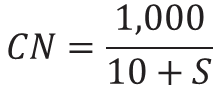 CN = 1,000 / (10 + S)